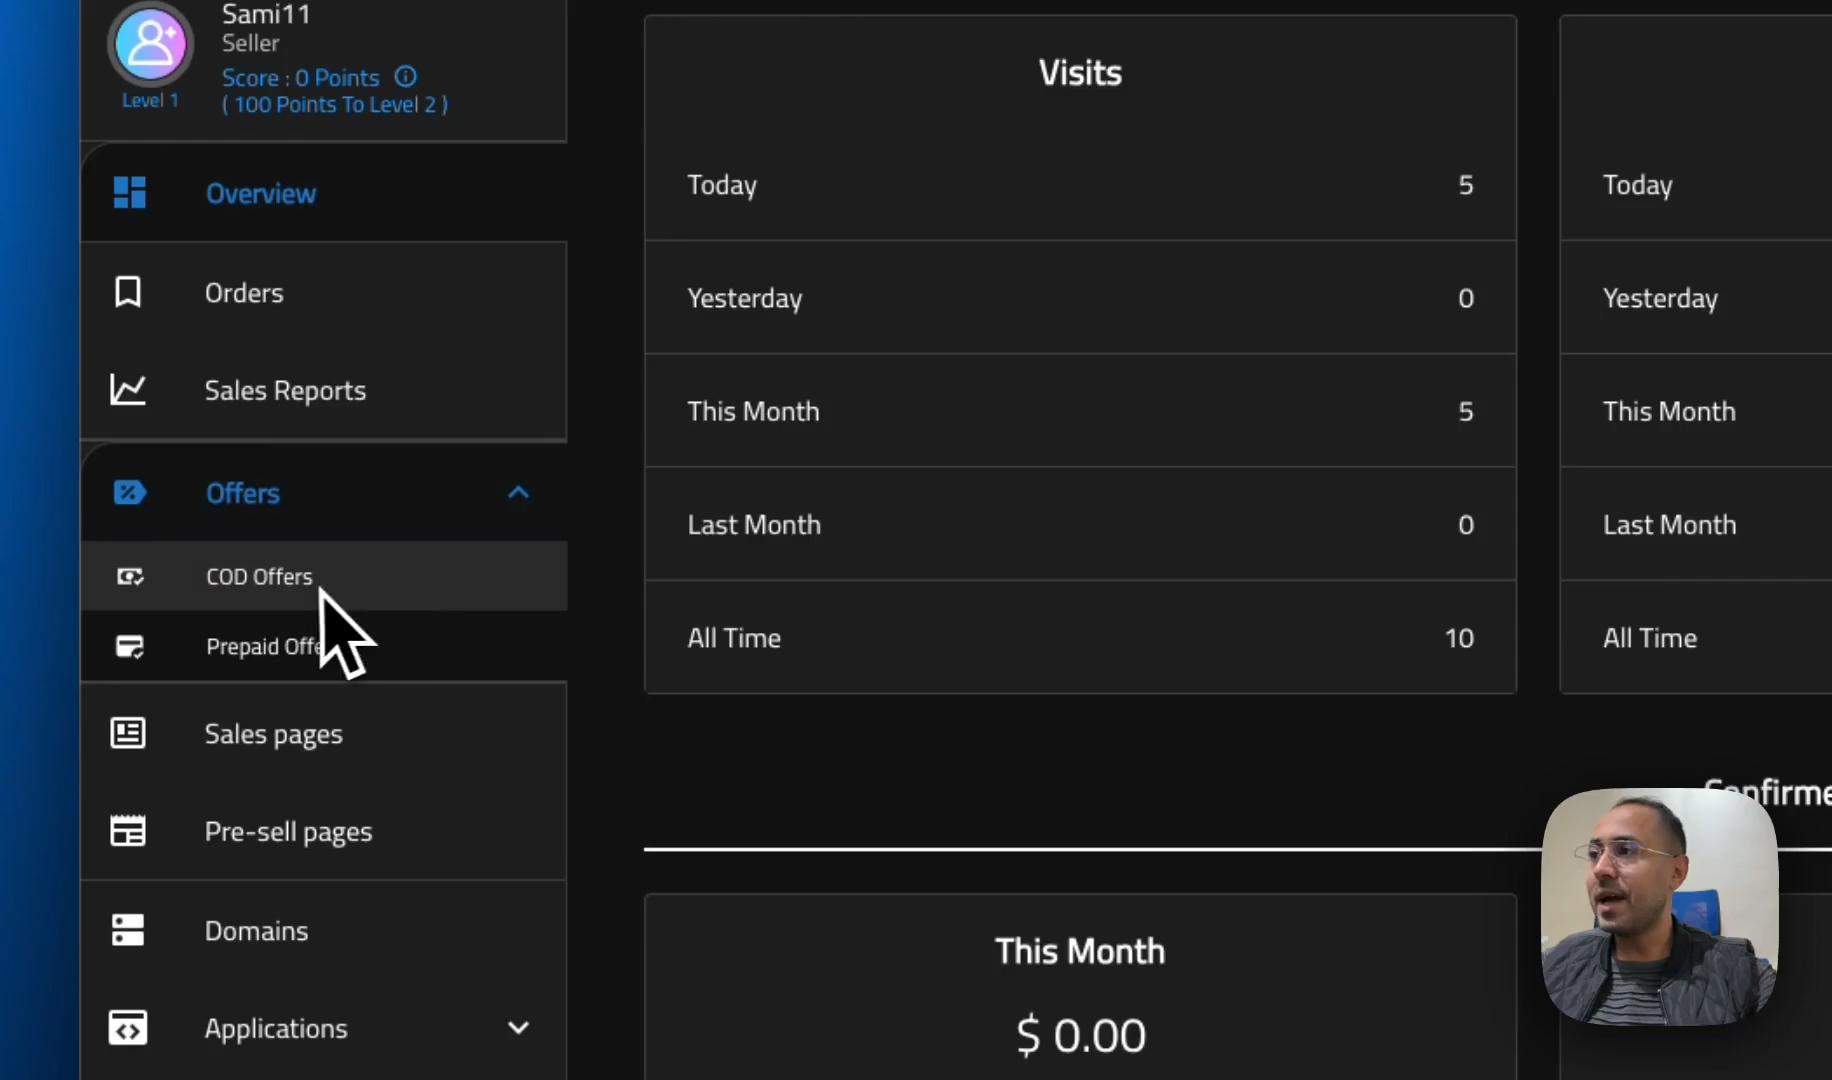 Sami11
Seller
Score : 0 Points
Level 1
( 100 Points To Level 2 )
Overview
Orders
Sales Reports
Offers
COD Offers
Prepaid
Sales pages
Pre-sell pages
Domains
Applications
Visits
Today 5
Yesterday 0
This Month 5
Last Month 0
All Time 10
Today
Yesterday
This Month
Last Month
All Time
This Month
$ 0.00